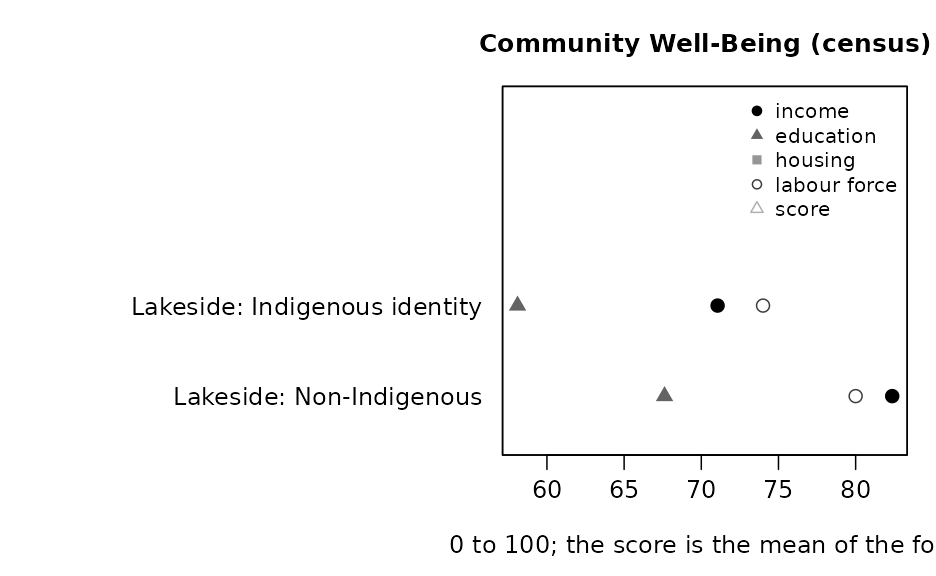 Community Well-Being (census)
income
education
housing
labour force
score
Lakeside: Indigenous identity
Lakeside: Non-Indigenous
60 65 70 75 80
0 to 100; the score is the mean of the fo